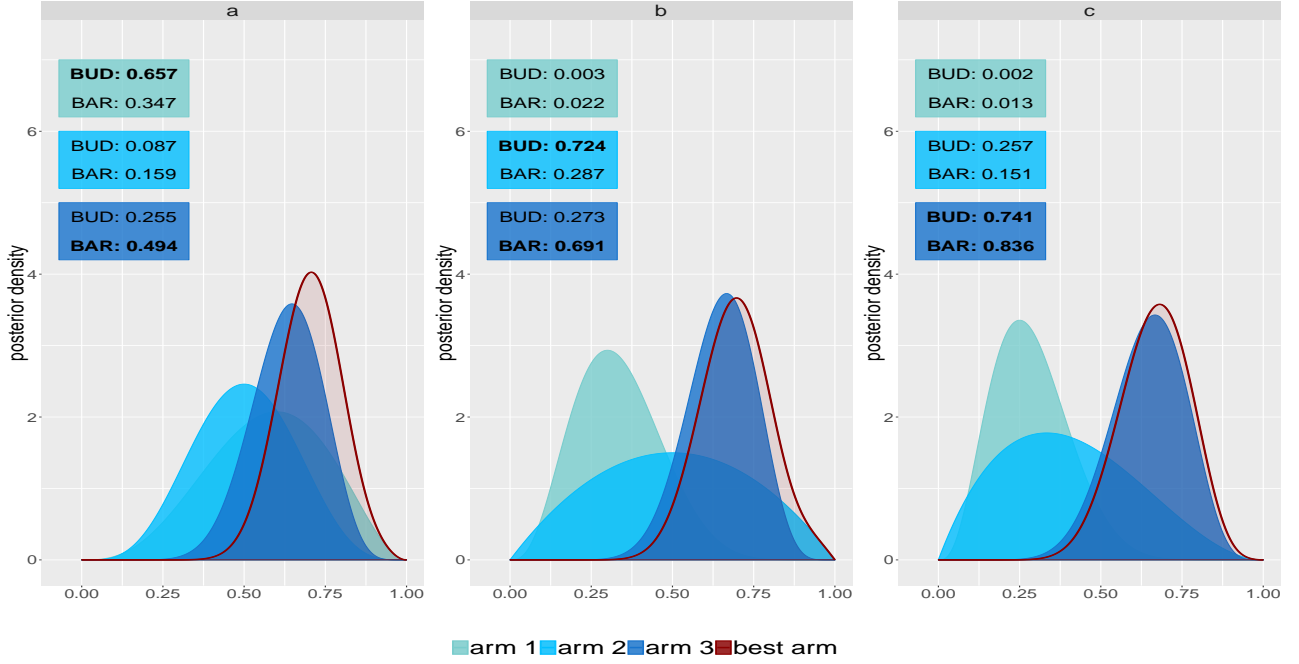 a
BUD: 0.657
BAR: 0.347
BUD: 0.087
BAR: 0.159
BUD: 0.255
BAR: 0.494
posterior density
6
4
2
0
0.00 0.25 0.50 0.75 1.00
b
BUD: 0.003
BAR: 0.022
BUD: 0.724
BAR: 0.287
BUD: 0.273
BAR: 0.691
posterior density
6
4
2
0
0.00 0.25 0.50 0.75 1.00
c
BUD: 0.002
BAR: 0.013
BUD: 0.257
BAR: 0.151
BUD: 0.741
BAR: 0.836
posterior density
6
4
2
0
0.00 0.25 0.50 0.75 1.00
arm 1 arm 2 arm 3 best arm